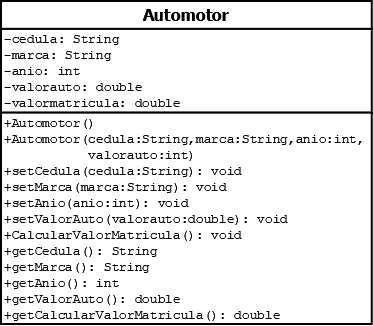 Automotor
-cedula: String
-marca: String
-anio: int
-valorauto: double
-valormatricula: double
+Automotor()
+Automotor(cedula:String,marca:String,anio:int,
valorauto:int)
+setCedula(cedula:String): void
+setMarca(marca:String): void
+setAnio(anio:int): void
+setValorAuto(valorauto:double): void
+CalcularValorMatricula(): void
+getCedula(): String
+getMarca(): String
+getAnio(): int
+getValorAuto(): double
+getCalcularValorMatricula(): double